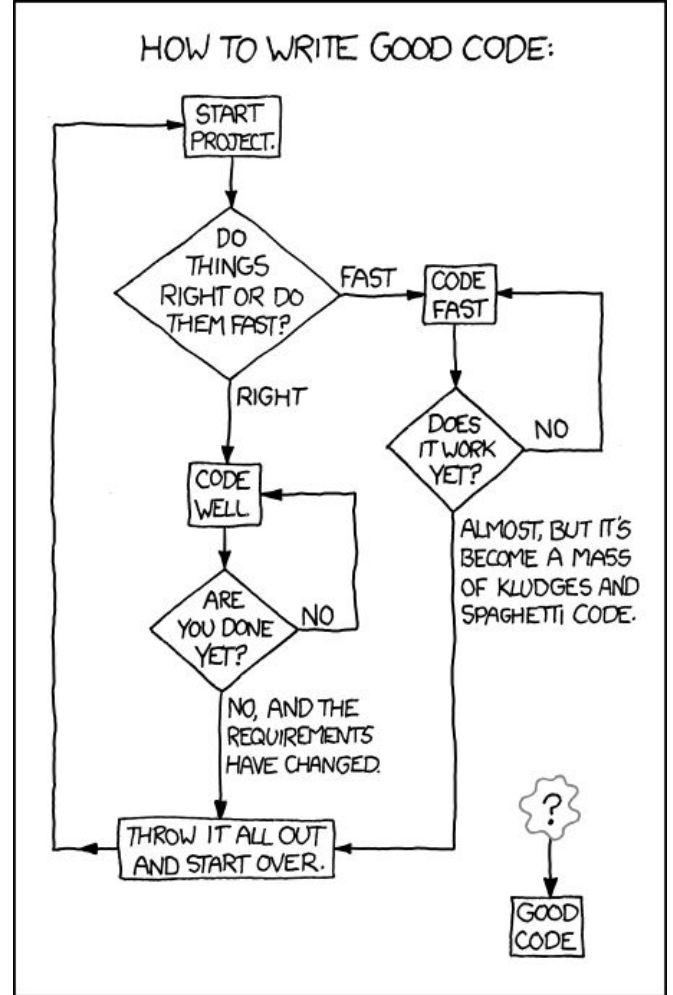 HOW TO WRITE GOOD CODE:
START
PROJECT.
DO
THINGS
RIGHT OR DO
THEM FAST?
FAST
CODE
FAST
RIGHT
DOES
IT WORK
YET?
NO
CODE
WELL.
ALMOST, BUT IT'S
BECOME A MASS
OF KLUDGES AND
SPAGHETTI CODE.
ARE
YOU DONE
YET?
NO
NO, AND THE
REQUIREMENTS
HAVE CHANGED.
THROW IT ALL OUT
AND START OVER.
?
GOOD
CODE